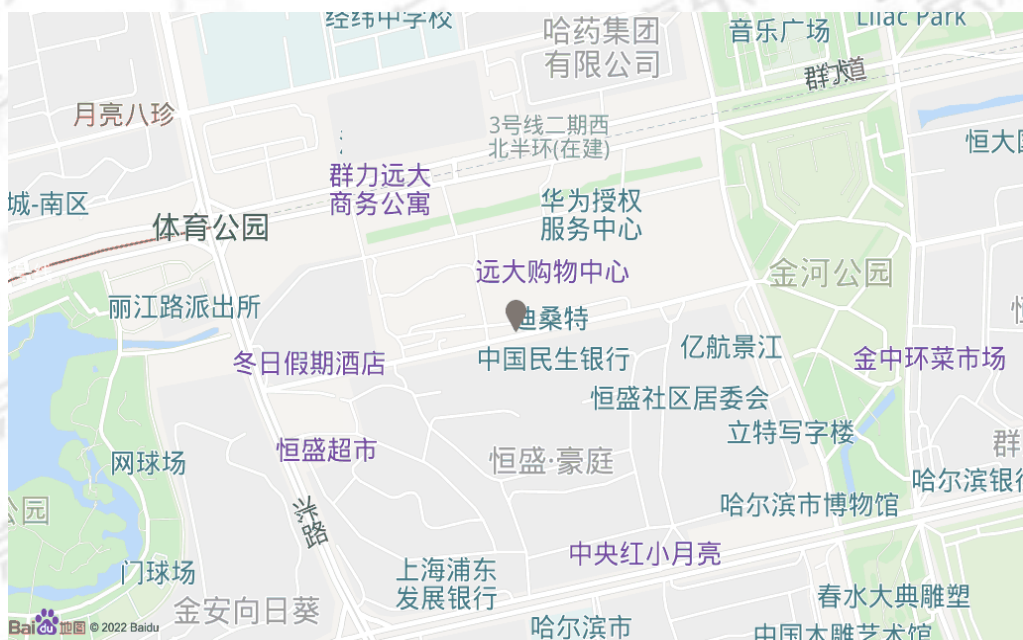 经纬中学校
哈药集团
有限公司
音乐广场
Lilac Park
群力大道
月亮八珍
3号线二期西
北半环(在建)
恒大
群力远大
商务公寓
城-南区
华为授权
服务中心
体育公园
远大购物中心
金河公园
丽江路派出所
迪桑特
冬日假期酒店
中国民生银行
亿航景江
金中环菜市场
恒盛社区居委会
立特写字楼
恒盛超市
恒盛·豪庭
群
网球场
哈尔滨银行
公园
哈尔滨市博物馆
路
中央红小月亮
上海浦东
发展银行
门球场
春水大典雕塑
金安向日葵
哈尔滨市
中国木雕艺术馆
Bai du 地图 © 2022 Baidu